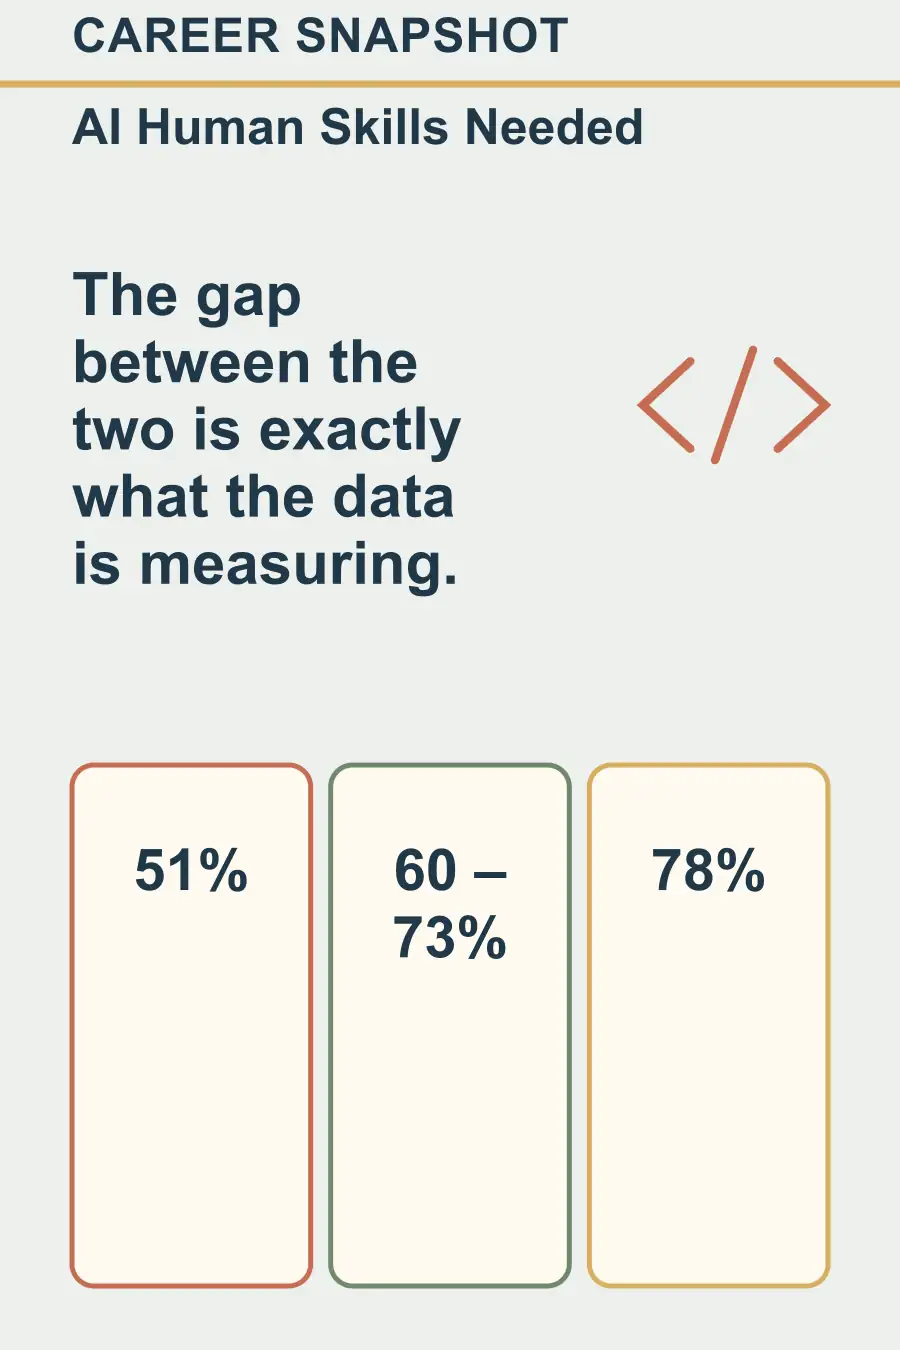 CAREER SNAPSHOT
AI Human Skills Needed
The gap
between the
two is exactly
what the data
is measuring.
51%
60 –
73%
78%